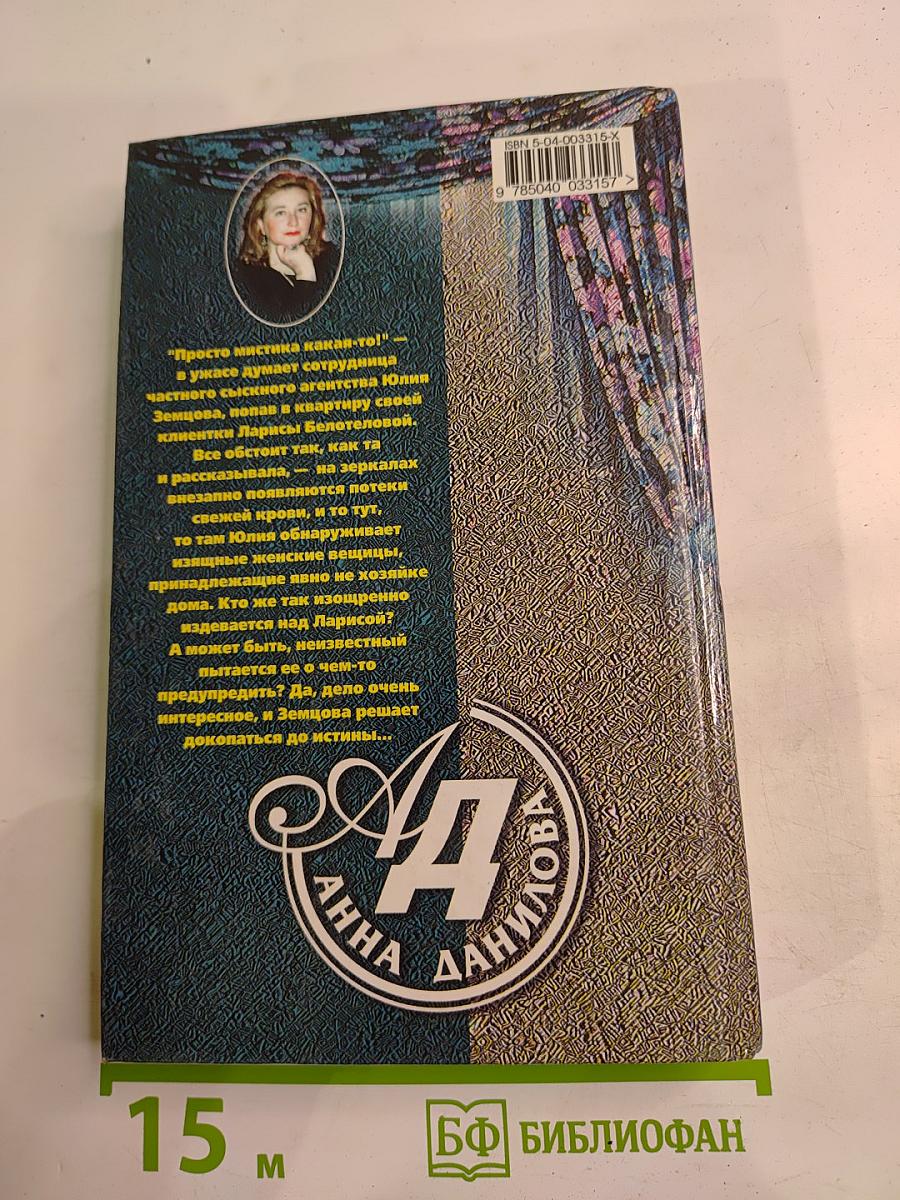 ISBN 5-04-003315-X
9 785040 033157 >
"Просто мистика какая-то!" —
в ужасе думает сотрудница
частного сыскного агентства Юлия
Земцова, попав в квартиру своей
клиентки Ларисы Белотеловой.
Все обстоит так, как та
и рассказывала, — на зеркалах
внезапно появляются потеки
свежей крови, и то тут,
то там Юлия обнаруживает
изящные женские вещицы,
принадлежащие явно не хозяйке
дома. Кто же так изощренно
издевается над Ларисой?
А может быть, неизвестный
пытается ее о чем-то
предупредить? Да, дело очень
интересное, и Земцова решает
докопаться до истины...
АД
АННА ДАНИЛОВА
15 м
БФ БИБЛИОФАН